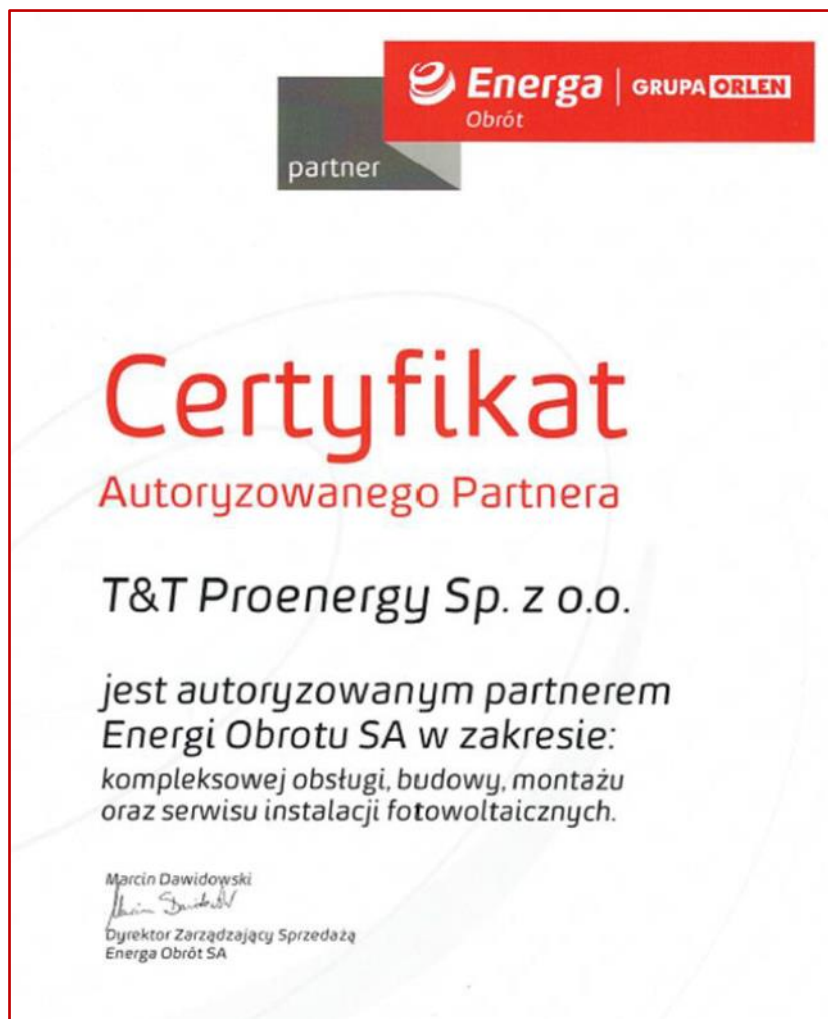 Energa | GRUPA ORLEN
Obrót
partner
Certyfikat
Autoryzowanego Partnera
T&T Proenergy Sp. z o.o.
jest autoryzowanym partnerem
Energi Obrotu SA w zakresie:
kompleksowej obsługi, budowy, montażu
oraz serwisu instalacji fotowoltaicznych.
Marcin Dawidowski
Dyrektor Zarządzający Sprzedażą
Energa Obrót SA